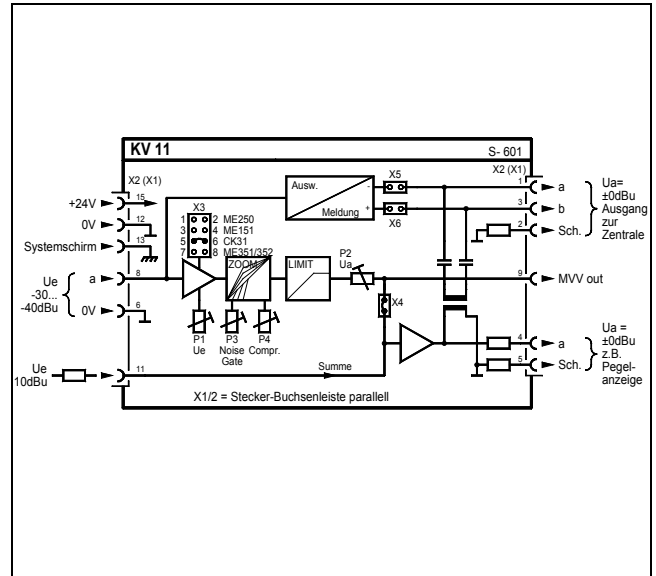 KV 11
S- 601
X2 (X1)
X2 (X1)
+24V
15
0V
12
Systemschirm
13
Ue
-30...
-40dBu
a
8
0V
6
Ue
10dBu
11
X3
1 2 ME250
3 4 ME151
5 6 CK31
7 8 ME351/352
P1
Ue
ZOOM
P3
Noise
Gate
P4
Compr.
LIMIT
P2
Ua
Ausw.
Meldung
-
+
X5
X6
X4
Summe
1
a
3
b
2
Sch.
Ua=
±0dBu
Ausgang
zur
Zentrale
9
MVV out
4
a
5
Sch.
Ua =
±0dBu
z.B.
Pegel-
anzeige
X1/2 = Stecker-Buchsenleiste parallell